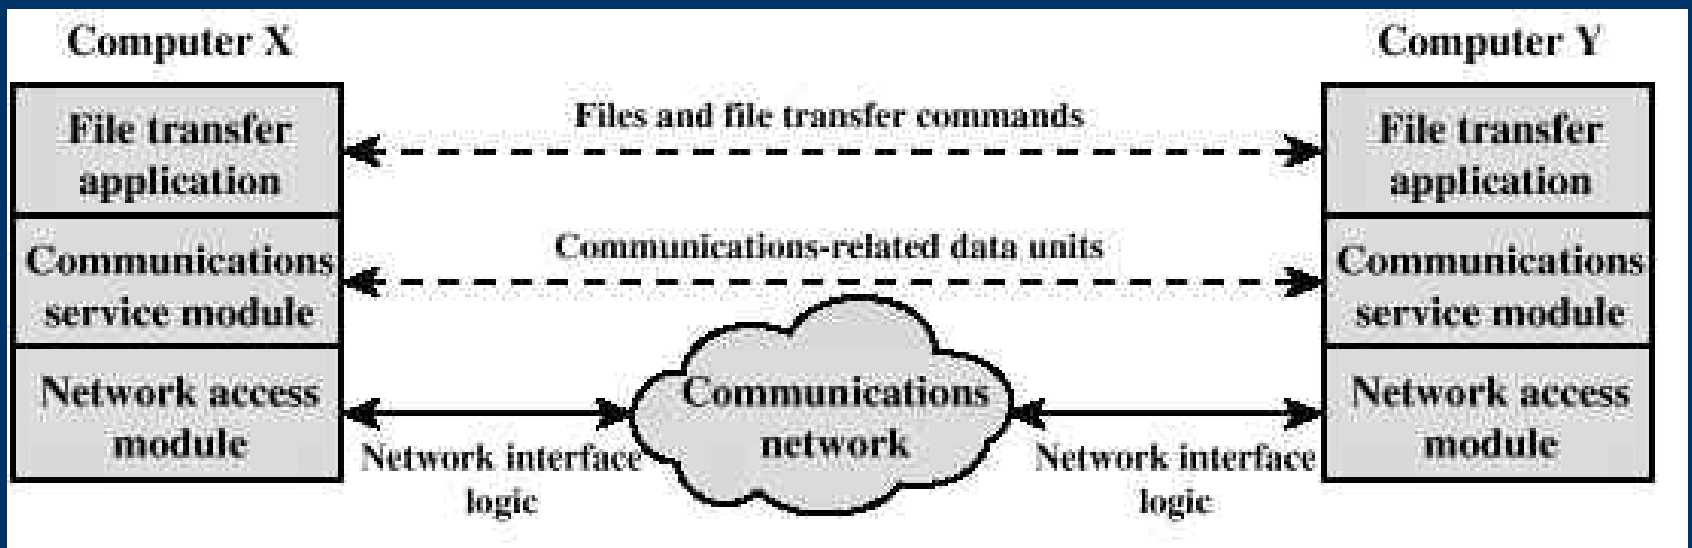 Computer X
Computer Y
File transfer
application
Files and file transfer commands
File transfer
application
Communications
service module
Communications-related data units
Communications
service module
Network access
module
Network interface
logic
Communications
network
Network interface
logic
Network access
module